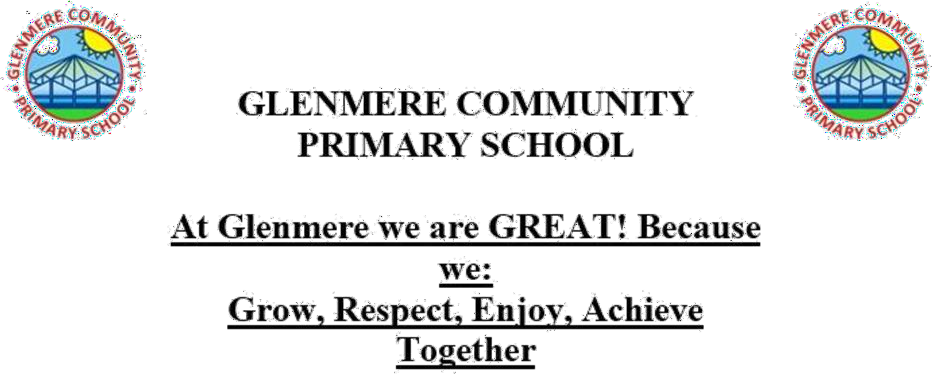 GLENMERE COMMUNITY
PRIMARY SCHOOL
GLENMERE COMMUNITY
PRIMARY SCHOOL
GLENMERE COMMUNITY
PRIMARY SCHOOL
At Glenmere we are GREAT! Because
we:
Grow, Respect, Enjoy, Achieve
Together